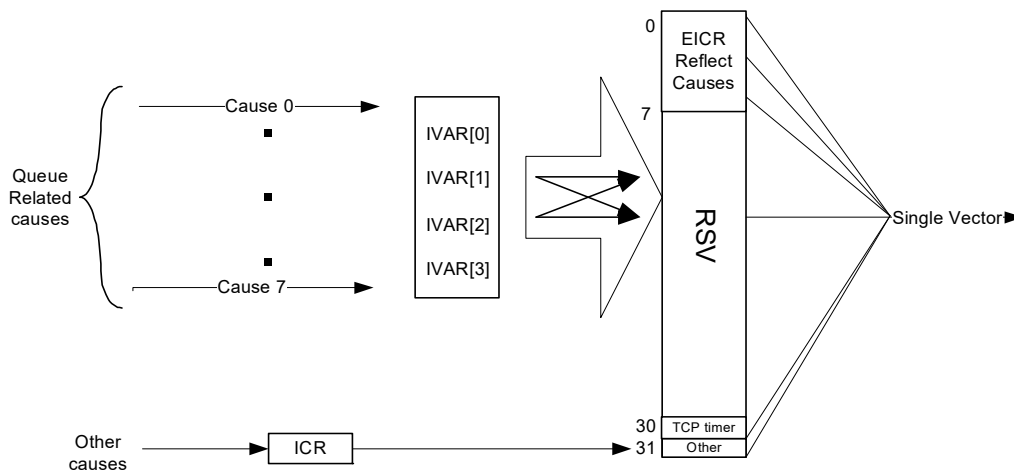 Queue
Related
causes
Cause 0
Cause 7
IVAR[0]
IVAR[1]
IVAR[2]
IVAR[3]
0
EICR
Reflect
Causes
7
RSV
30
TCP timer
31
Other
Single Vector
Other
causes
ICR